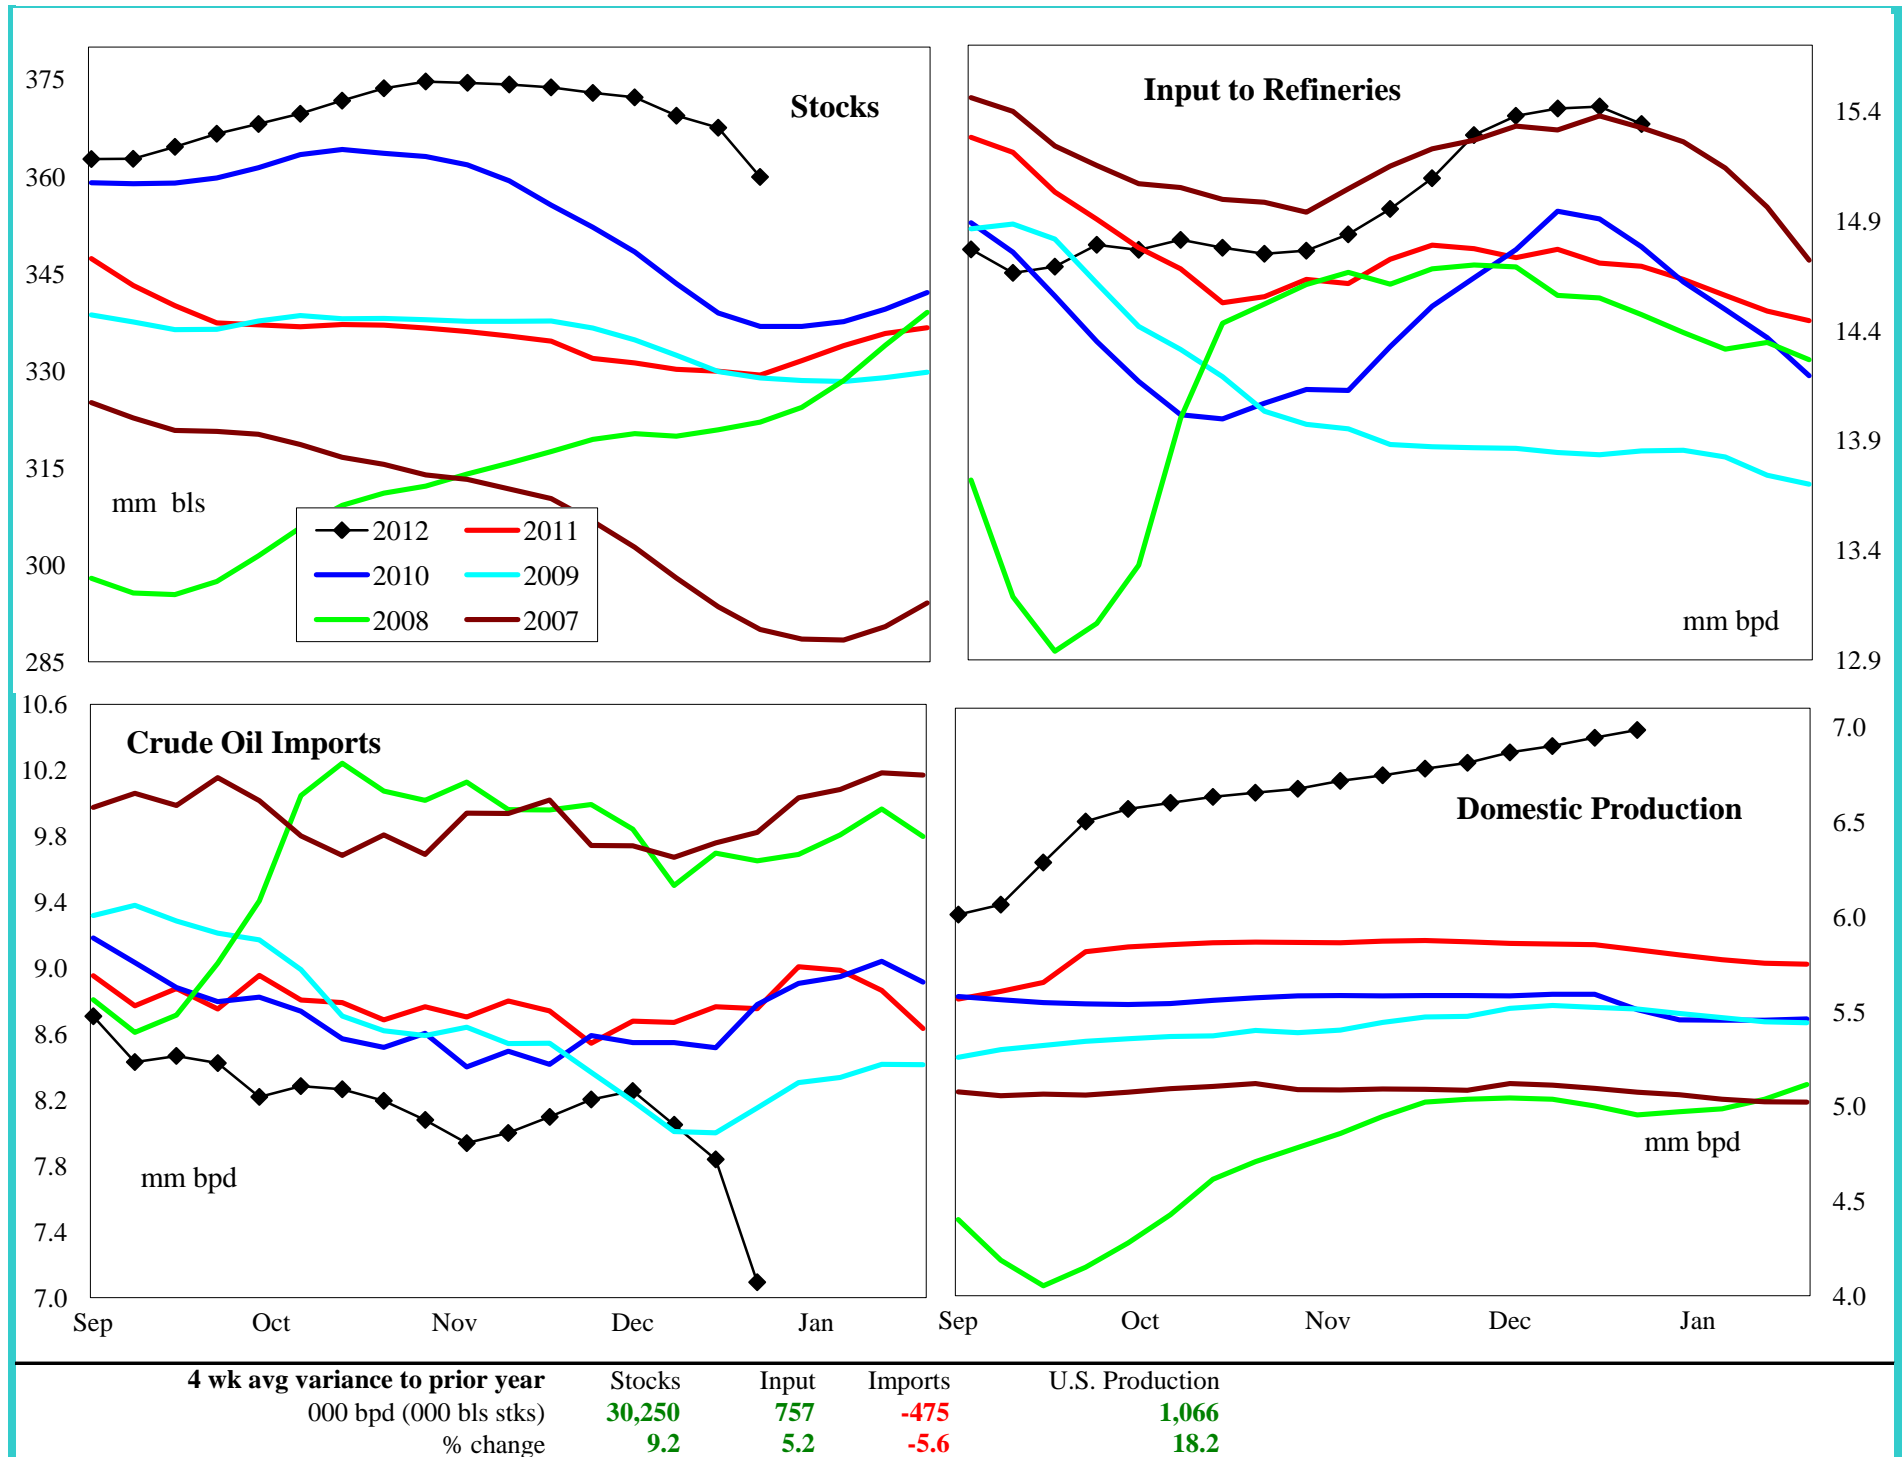 Stocks
375
360
345
330
315
300
285
mm bls
2012 2011
2010 2009
2008 2007
Input to Refineries
15.4
14.9
14.4
13.9
13.4
12.9
mm bpd
Crude Oil Imports
10.6
10.2
9.8
9.4
9.0
8.6
8.2
7.8
7.4
7.0
mm bpd
Sep Oct Nov Dec Jan
Domestic Production
7.0
6.5
6.0
5.5
5.0
4.5
4.0
mm bpd
Sep Oct Nov Dec Jan
4 wk avg variance to prior year Stocks Input Imports U.S. Production
000 bpd (000 bls stks) 30,250 757 -475 1,066
% change 9.2 5.2 -5.6 18.2